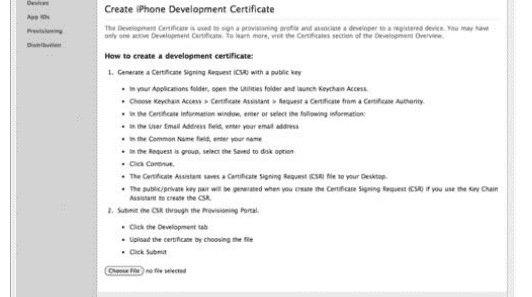 Devices
App IDs
Provisioning
Distribution
Create iPhone Development Certificate
The Development Certificate is used to sign a provisioning profile and associate a developer to a registered device. You may have
only one active Development Certificate. To learn more, visit the Certificates section of the Development Overview.
How to create a development certificate:
1. Generate a Certificate Signing Request (CSR) with a public key
• In your Applications folder, open the Utilities folder and launch Keychain Access.
• Choose Keychain Access > Certificate Assistant > Request a Certificate from a Certificate Authority.
• In the Certificate Information window, enter or select the following information:
• In the User Email Address field, enter your email address
• In the Common Name field, enter your name
• In the Request is group, select the Saved to disk option
• Click Continue.
• The Certificate Assistant saves a Certificate Signing Request (CSR) file to your Desktop.
• The public/private key pair will be generated when you create the Certificate Signing Request (CSR) if you use the Key Chain
Assistant to create the CSR.
2. Submit the CSR through the Provisioning Portal.
• Click the Development tab
• Upload the certificate by choosing the file
• Click Submit
Choose File no file selected